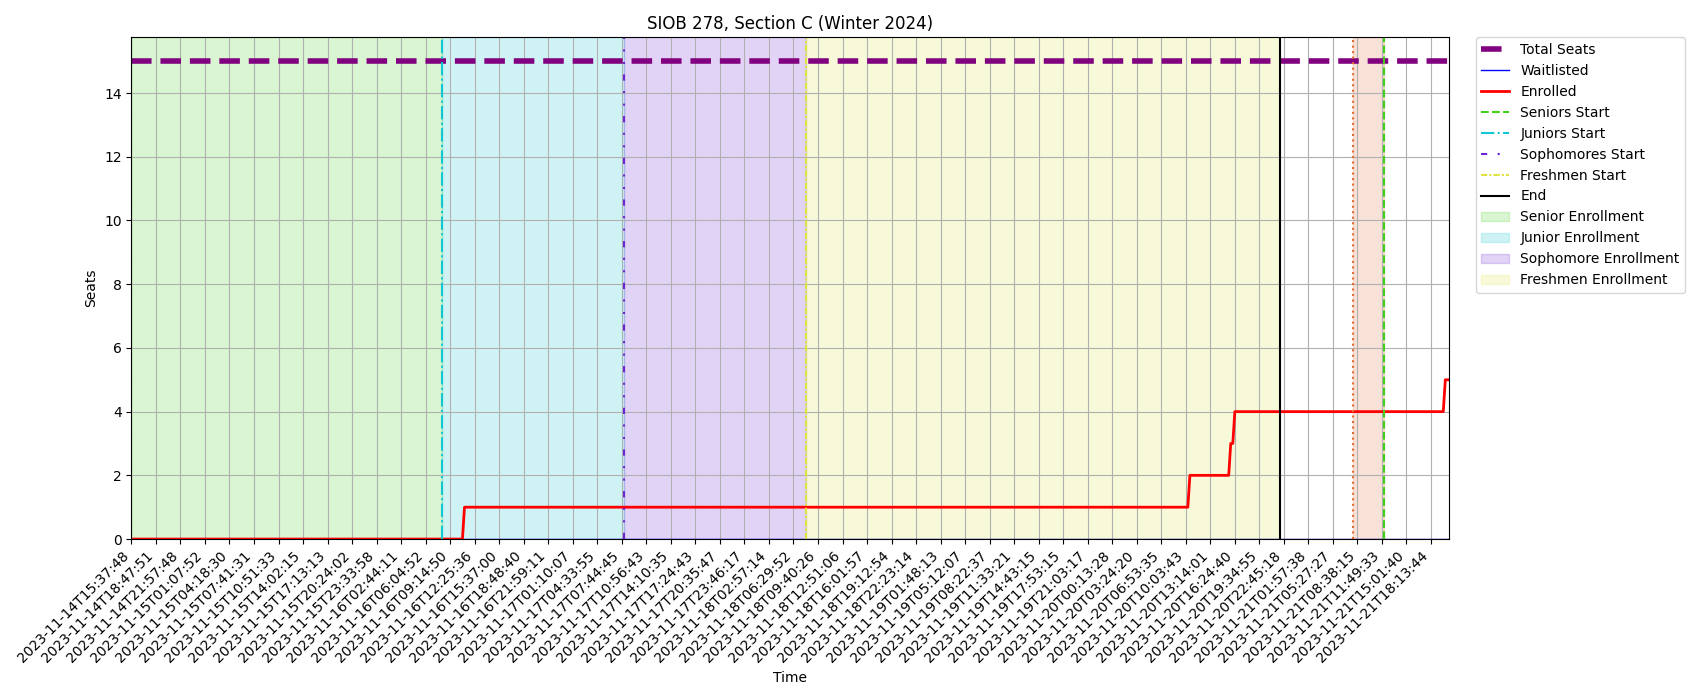 SIOB 278, Section C (Winter 2024)
Seats
14
12
10
8
6
4
2
0
2023-11-14T15:37:48
2023-11-14T18:47:51
2023-11-14T21:57:48
2023-11-15T01:07:52
2023-11-15T04:18:30
2023-11-15T07:41:31
2023-11-15T10:51:33
2023-11-15T14:02:15
2023-11-15T17:13:13
2023-11-15T20:24:02
2023-11-15T23:33:58
2023-11-16T02:44:11
2023-11-16T06:04:52
2023-11-16T09:14:50
2023-11-16T12:25:36
2023-11-16T15:37:00
2023-11-16T18:48:40
2023-11-16T21:59:11
2023-11-17T01:10:07
2023-11-17T04:33:55
2023-11-17T07:44:45
2023-11-17T10:56:43
2023-11-17T14:10:35
2023-11-17T17:24:43
2023-11-17T20:35:47
2023-11-17T23:46:17
2023-11-18T02:57:14
2023-11-18T06:29:52
2023-11-18T09:40:26
2023-11-18T12:51:06
2023-11-18T16:01:57
2023-11-18T19:12:54
2023-11-18T22:23:14
2023-11-19T01:48:13
2023-11-19T05:12:07
2023-11-19T08:22:37
2023-11-19T11:33:21
2023-11-19T14:43:15
2023-11-19T17:53:15
2023-11-19T21:03:17
2023-11-20T00:13:28
2023-11-20T03:24:20
2023-11-20T06:53:35
2023-11-20T10:03:43
2023-11-20T13:14:01
2023-11-20T16:24:40
2023-11-20T19:34:55
2023-11-20T22:45:18
2023-11-21T01:57:38
2023-11-21T05:27:27
2023-11-21T08:38:15
2023-11-21T11:49:33
2023-11-21T15:01:40
2023-11-21T18:13:44
Time
Total Seats
Waitlisted
Enrolled
Seniors Start
Juniors Start
Sophomores Start
Freshmen Start
End
Senior Enrollment
Junior Enrollment
Sophomore Enrollment
Freshmen Enrollment